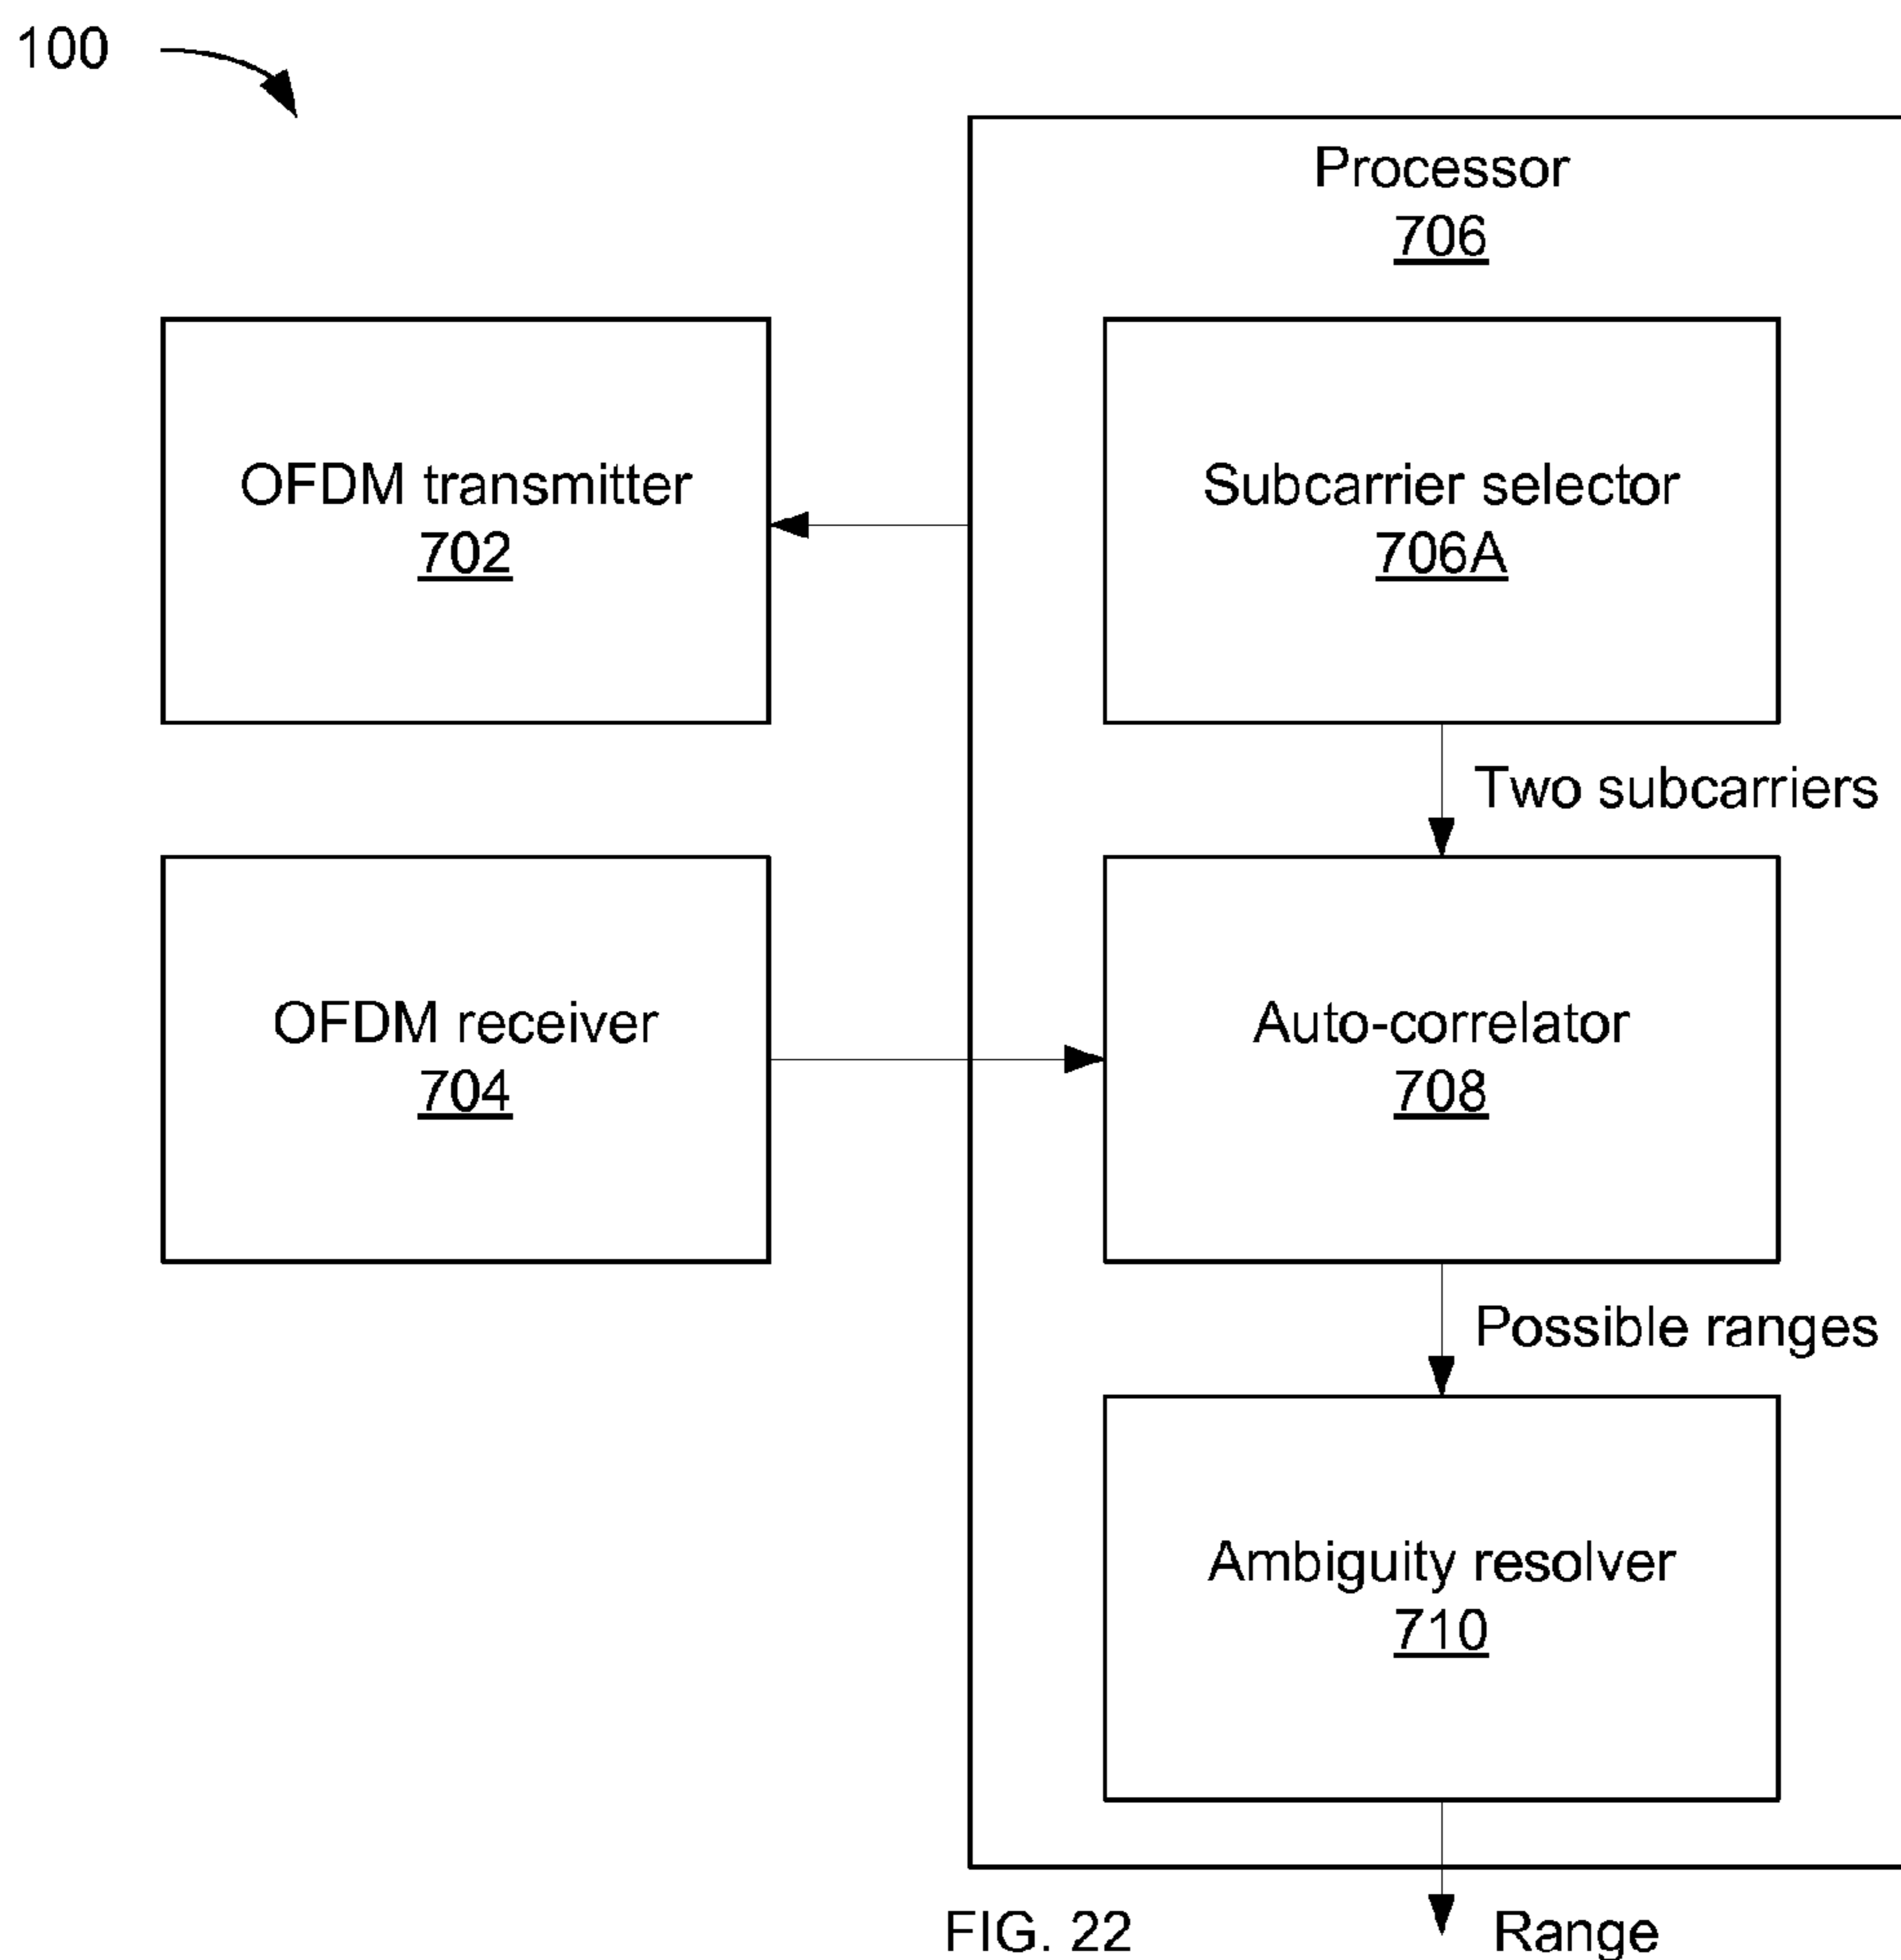 100
Processor
706
OFDM transmitter
702
Subcarrier selector
706A
Two subcarriers
OFDM receiver
704
Auto-correlator
708
Possible ranges
Ambiguity resolver
710
FIG. 22
Range